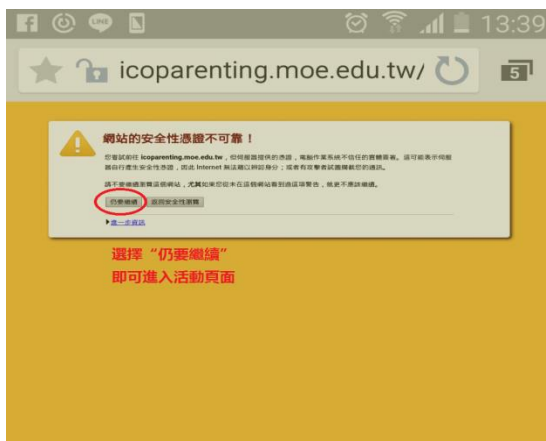 LINE
13:39
icoparenting.moe.edu.tw/
5
網站的安全性憑證不可靠！
您嘗試前往 icoparenting.moe.edu.tw，但伺服器提供的憑證，電腦作業系統不信任的實體簽發。這可能表示伺服
器自行產生安全性憑證，因此 Internet 無法藉以辨認身分；或者有攻擊者試圖攔截您的通訊。
請不要繼續瀏覽這個網站，尤其如果您從未在這個網站看到過這項警告，就更不應該繼續。
仍要繼續
返回安全性瀏覽
進一步資訊
選擇“仍要繼續”
即可進入活動頁面